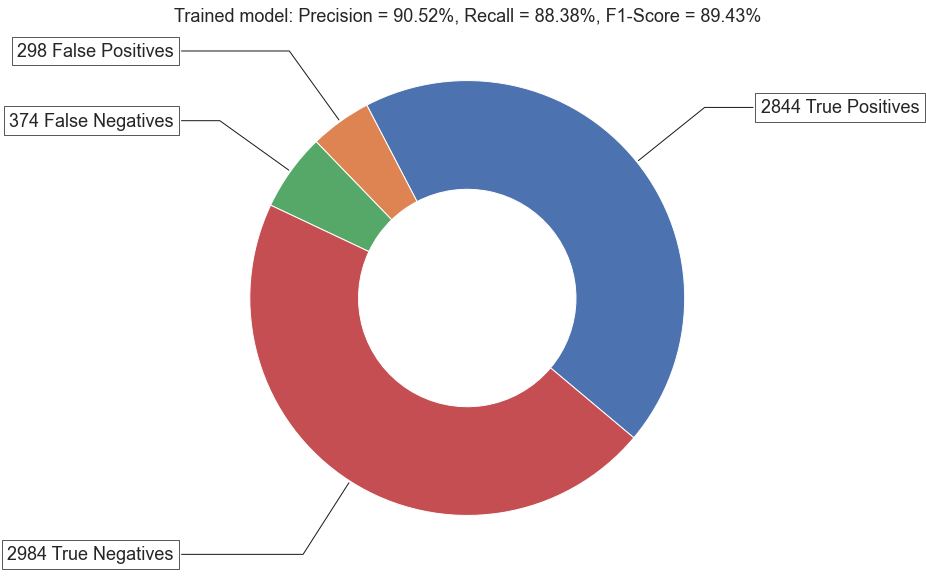 Trained model: Precision = 90.52%, Recall = 88.38%, F1-Score = 89.43%
298 False Positives
2844 True Positives
374 False Negatives
2984 True Negatives